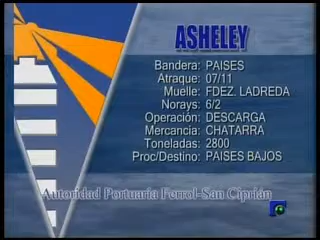 ASHELEY
Bandera: PAISES
Atraque: 07/11
Muelle: FDEZ. LADREDA
Norays: 6/2
Operación: DESCARGA
Mercancia: CHATARRA
Toneladas: 2800
Proc/Destino: PAISES BAJOS
Autoridad Portuaria Ferrol-San Ciprián